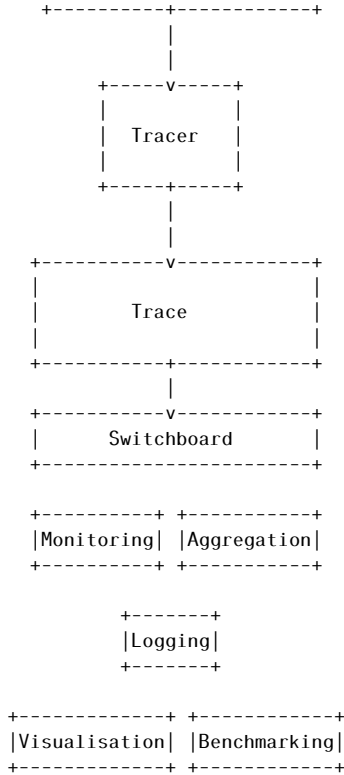 Tracer
Trace
Switchboard
Monitoring Aggregation
Logging
Visualisation Benchmarking